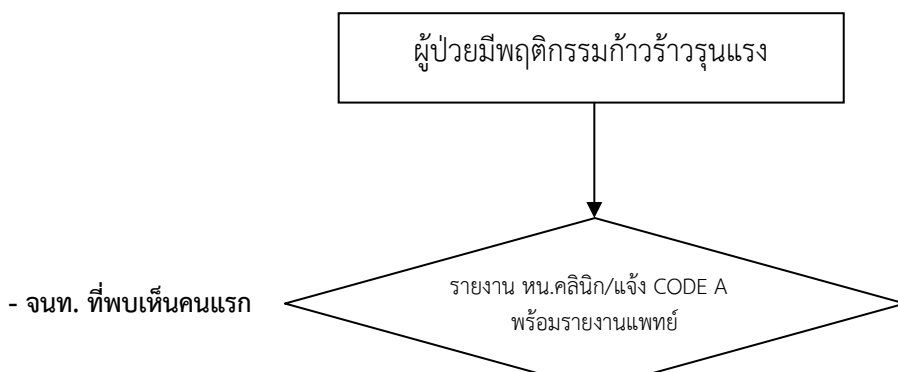 ผู้ป่วยมีพฤติกรรมก้าวร้าวรุนแรง
รายงาน หน.คลินิก/แจ้ง CODE A
- จนท. ที่พบเห็นคนแรก
พร้อมรายงานแพทย์